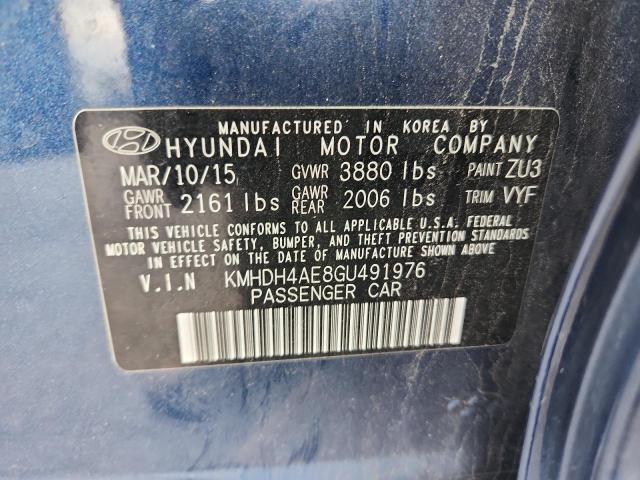 MANUFACTURED IN KOREA BY
HYUNDAI MOTOR COMPANY
MAR/10/15 GVWR 3880 lbs PAINT ZU3
GAWR FRONT 2161 lbs GAWR REAR 2006 lbs TRIM VYF
THIS VEHICLE CONFORMS TO ALL APPLICABLE U.S.A. FEDERAL
MOTOR VEHICLE SAFETY, BUMPER, AND THEFT PREVENTION STANDARDS
IN EFFECT ON THE DATE OF MANUFACTURE SHOWN ABOVE.
V.I.N KMHDH4AE8GU491976
PASSENGER CAR